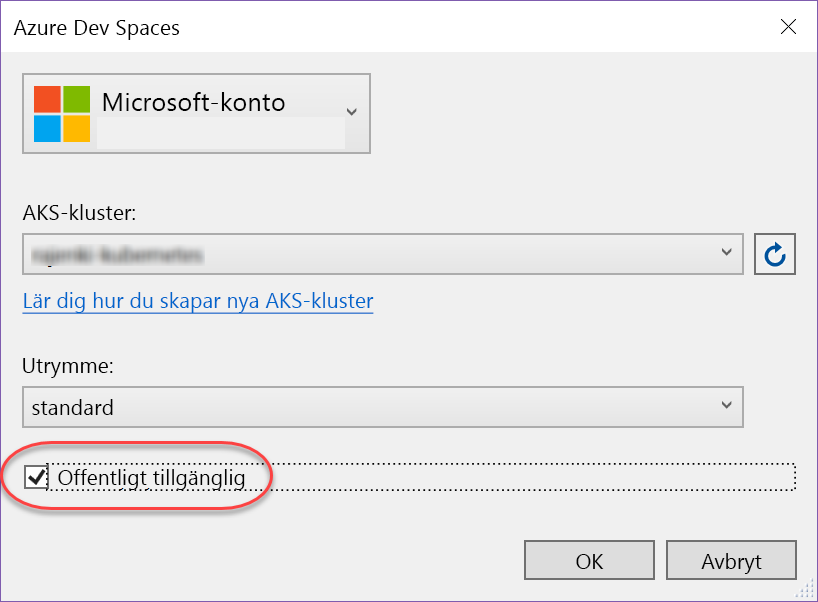 Azure Dev Spaces
Microsoft-konto
AKS-kluster:
Lär dig hur du skapar nya AKS-kluster
Utrymme:
standard
Offentligt tillgänglig
OK
Avbryt